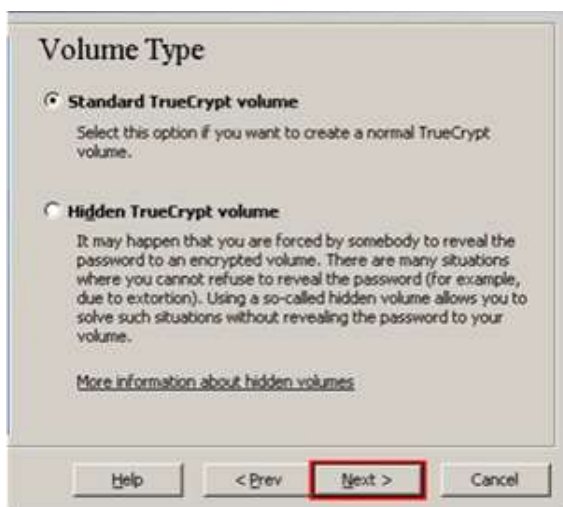 Volume Type
Standard TrueCrypt volume
Select this option if you want to create a normal TrueCrypt
volume.
Hidden TrueCrypt volume
It may happen that you are forced by somebody to reveal the
password to an encrypted volume. There are many situations
where you cannot refuse to reveal the password (for example,
due to extortion). Using a so-called hidden volume allows you to
solve such situations without revealing the password to your
volume.
More information about hidden volumes
Help < Prev Next > Cancel